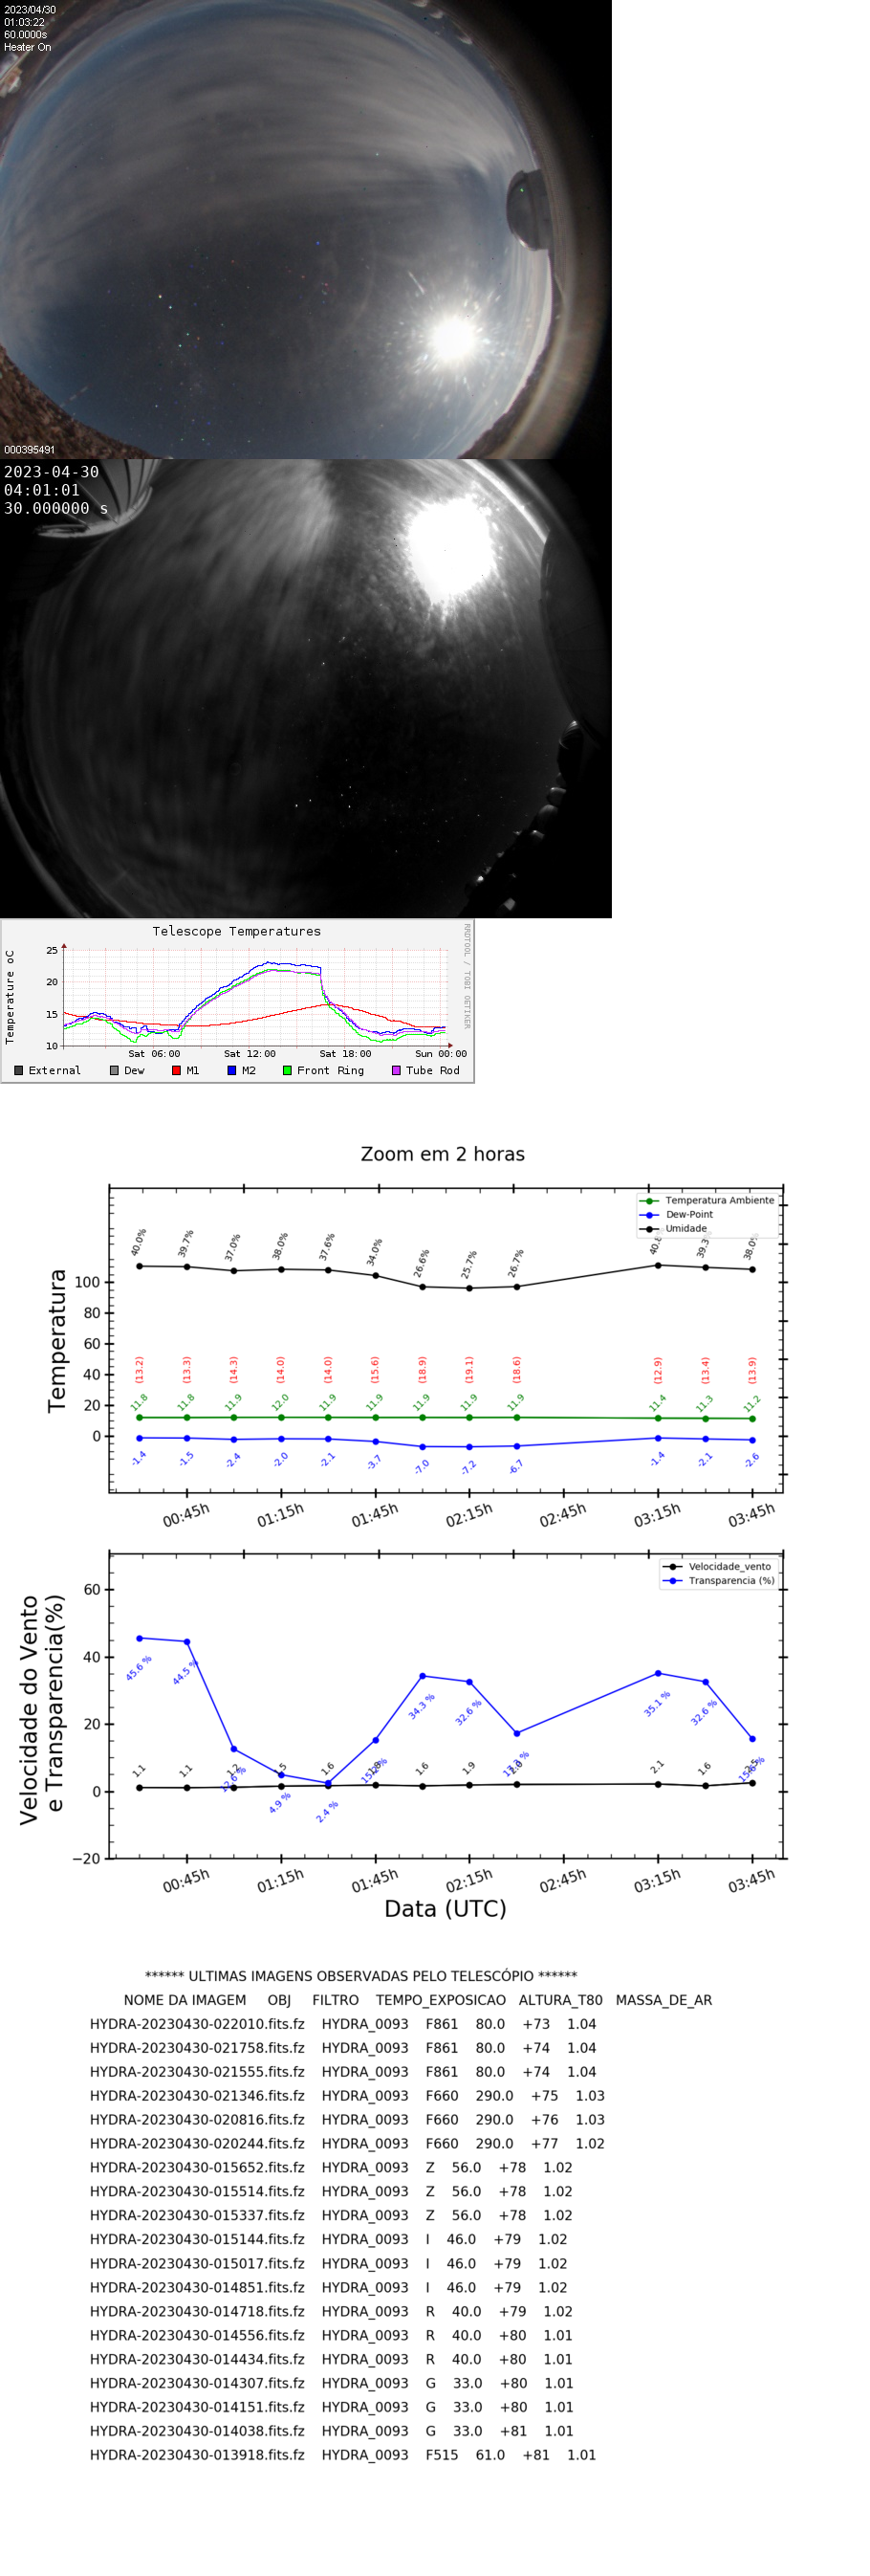 2023/04/30
01:03:22
60.0000s
Heater On
000395491
2023-04-30
04:01:01
30.000000 s
Telescope Temperatures
RRDTOOL / TOBI OETIKER
Temperature oC
25
20
15
10
Sat 06:00 Sat 12:00 Sat 18:00 Sun 00:00
External Dew M1 M2 Front Ring Tube Rod
Zoom em 2 horas
Temperatura Ambiente
Dew-Point
Umidade
Temperatura
100
80
60
40
20
0
40.0% 39.7% 37.0% 38.0% 37.6% 34.0% 26.6% 25.7% 26.7% 39.3% 38.0%
(13.2) (13.3) (14.3) (14.0) (14.0) (15.6) (18.9) (19.1) (18.6) (12.9) (13.4) (13.9)
11.8 11.8 11.9 12.0 11.9 11.9 11.9 11.9 11.9 11.4 11.3 11.2
-1.4 -1.5 -2.4 -2.0 -2.1 -3.7 -7.0 -7.2 -6.7 -1.4 -2.1 -2.6
00:45h 01:15h 01:45h 02:15h 02:45h 03:15h 03:45h
Velocidade_vento
Transparencia (%)
Velocidade do Vento
e Transparencia(%)
60
40
20
0
−20
45.6 % 44.5 % 12.6 % 4.9 % 2.4 % 34.3 % 32.6 % 35.1 % 32.6 %
1.1 1.1 1.2 1.5 1.6 1.6 1.9 2.1 1.6
00:45h 01:15h 01:45h 02:15h 02:45h 03:15h 03:45h
Data (UTC)
****** ULTIMAS IMAGENS OBSERVADAS PELO TELESCÓPIO ******
NOME DA IMAGEM OBJ FILTRO TEMPO_EXPOSICAO ALTURA_T80 MASSA_DE_AR
HYDRA-20230430-022010.fits.fz HYDRA_0093 F861 80.0 +73 1.04
HYDRA-20230430-021758.fits.fz HYDRA_0093 F861 80.0 +74 1.04
HYDRA-20230430-021555.fits.fz HYDRA_0093 F861 80.0 +74 1.04
HYDRA-20230430-021346.fits.fz HYDRA_0093 F660 290.0 +75 1.03
HYDRA-20230430-020816.fits.fz HYDRA_0093 F660 290.0 +76 1.03
HYDRA-20230430-020244.fits.fz HYDRA_0093 F660 290.0 +77 1.02
HYDRA-20230430-015652.fits.fz HYDRA_0093 Z 56.0 +78 1.02
HYDRA-20230430-015514.fits.fz HYDRA_0093 Z 56.0 +78 1.02
HYDRA-20230430-015337.fits.fz HYDRA_0093 Z 56.0 +78 1.02
HYDRA-20230430-015144.fits.fz HYDRA_0093 I 46.0 +79 1.02
HYDRA-20230430-015017.fits.fz HYDRA_0093 I 46.0 +79 1.02
HYDRA-20230430-014851.fits.fz HYDRA_0093 I 46.0 +79 1.02
HYDRA-20230430-014718.fits.fz HYDRA_0093 R 40.0 +79 1.02
HYDRA-20230430-014556.fits.fz HYDRA_0093 R 40.0 +80 1.01
HYDRA-20230430-014434.fits.fz HYDRA_0093 R 40.0 +80 1.01
HYDRA-20230430-014307.fits.fz HYDRA_0093 G 33.0 +80 1.01
HYDRA-20230430-014151.fits.fz HYDRA_0093 G 33.0 +80 1.01
HYDRA-20230430-014038.fits.fz HYDRA_0093 G 33.0 +81 1.01
HYDRA-20230430-013918.fits.fz HYDRA_0093 F515 61.0 +81 1.01